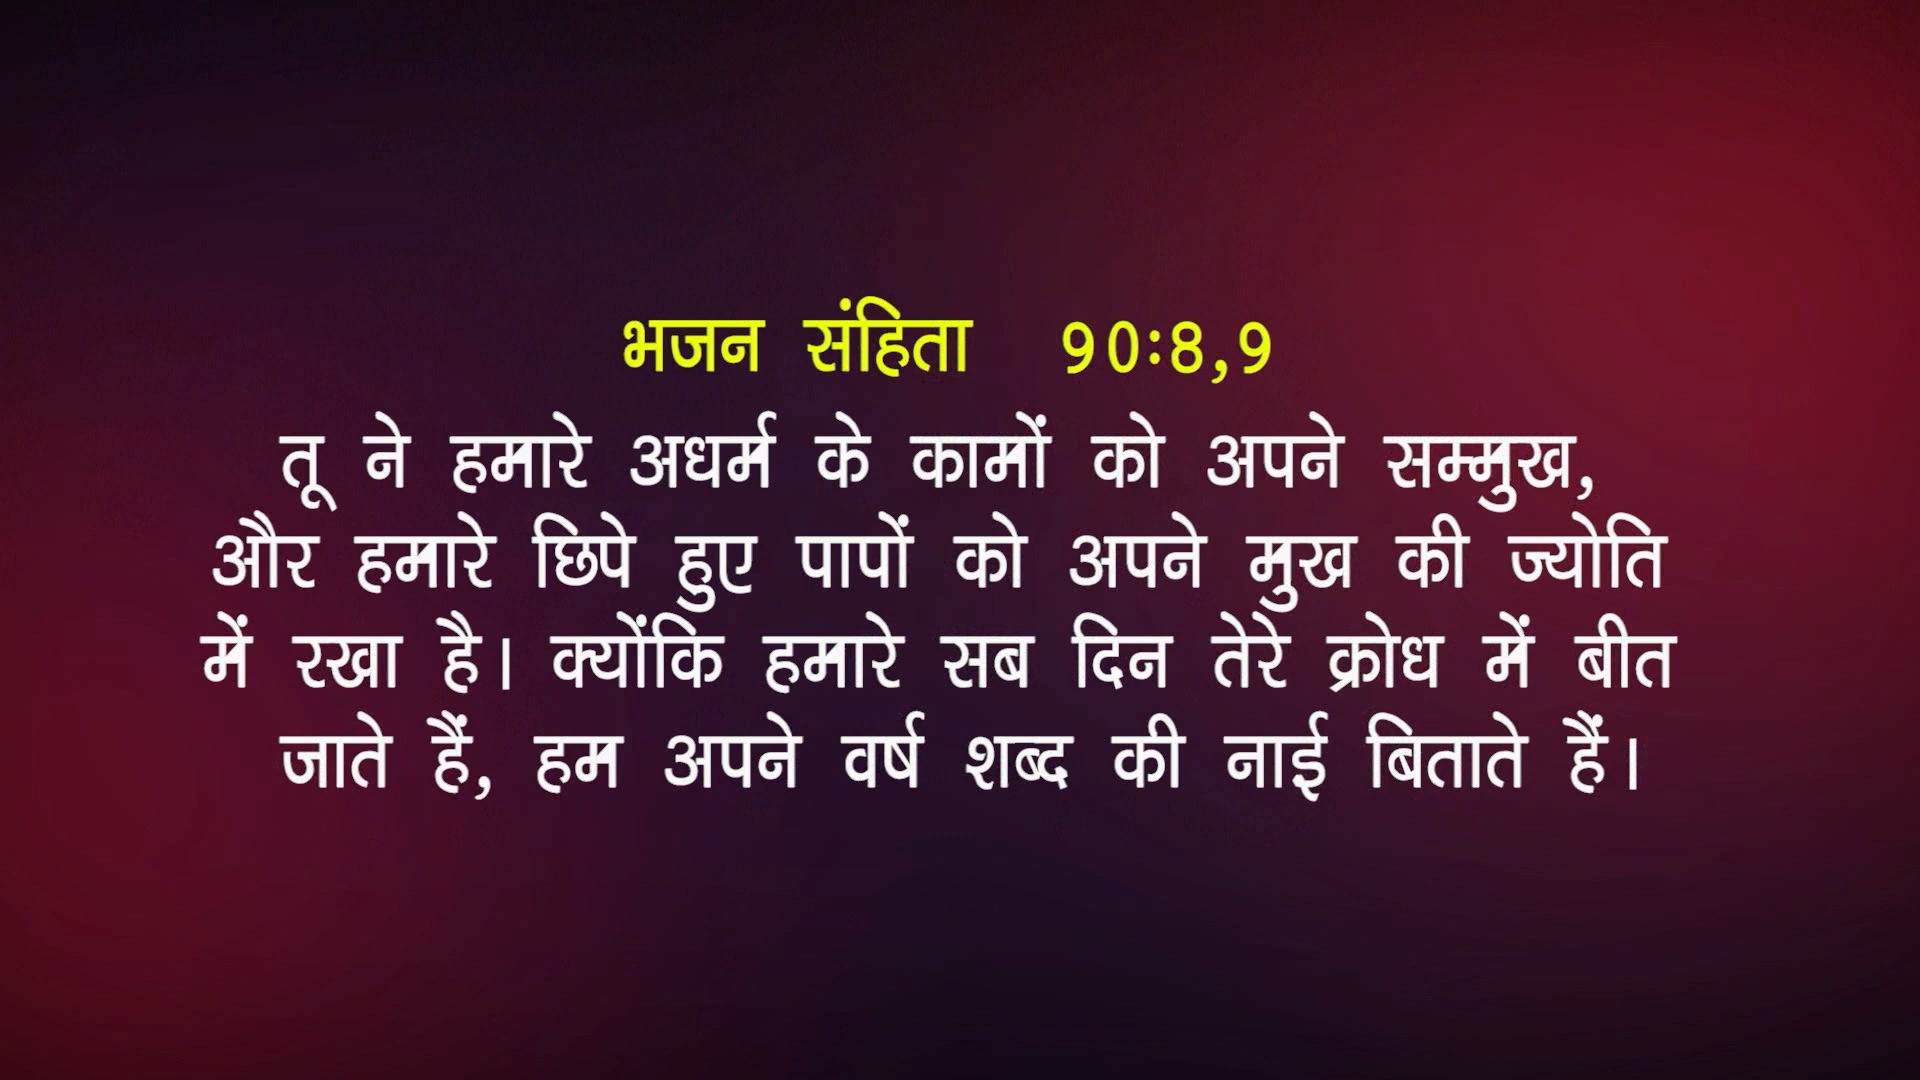 भजन संहिता 90:8,9
तू ने हमारे अधर्म के कामों को अपने सम्मुख,
और हमारे छिपे हुए पापों को अपने मुख की ज्योति
में रखा है। क्योंकि हमारे सब दिन तेरे क्रोध में बीत
जाते हैं, हम अपने वर्ष शब्द की नाई बिताते हैं।